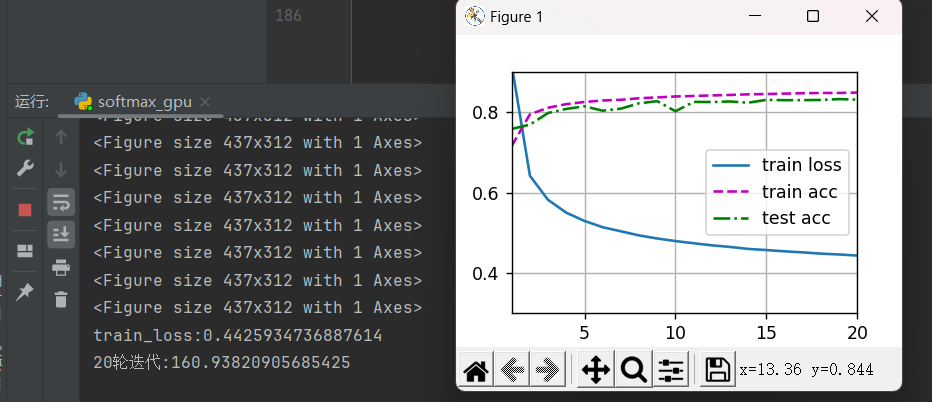 186
Figure 1
运行: softmax_gpu
<Figure size 437x312 with 1 Axes>
<Figure size 437x312 with 1 Axes>
<Figure size 437x312 with 1 Axes>
<Figure size 437x312 with 1 Axes>
<Figure size 437x312 with 1 Axes>
<Figure size 437x312 with 1 Axes>
<Figure size 437x312 with 1 Axes>
<Figure size 437x312 with 1 Axes>
train_loss:0.4425934736887614
20轮迭代:160.93820905685425
0.8
0.6
0.4
train loss
train acc
test acc
5 10 15 20
x=13.36 y=0.844